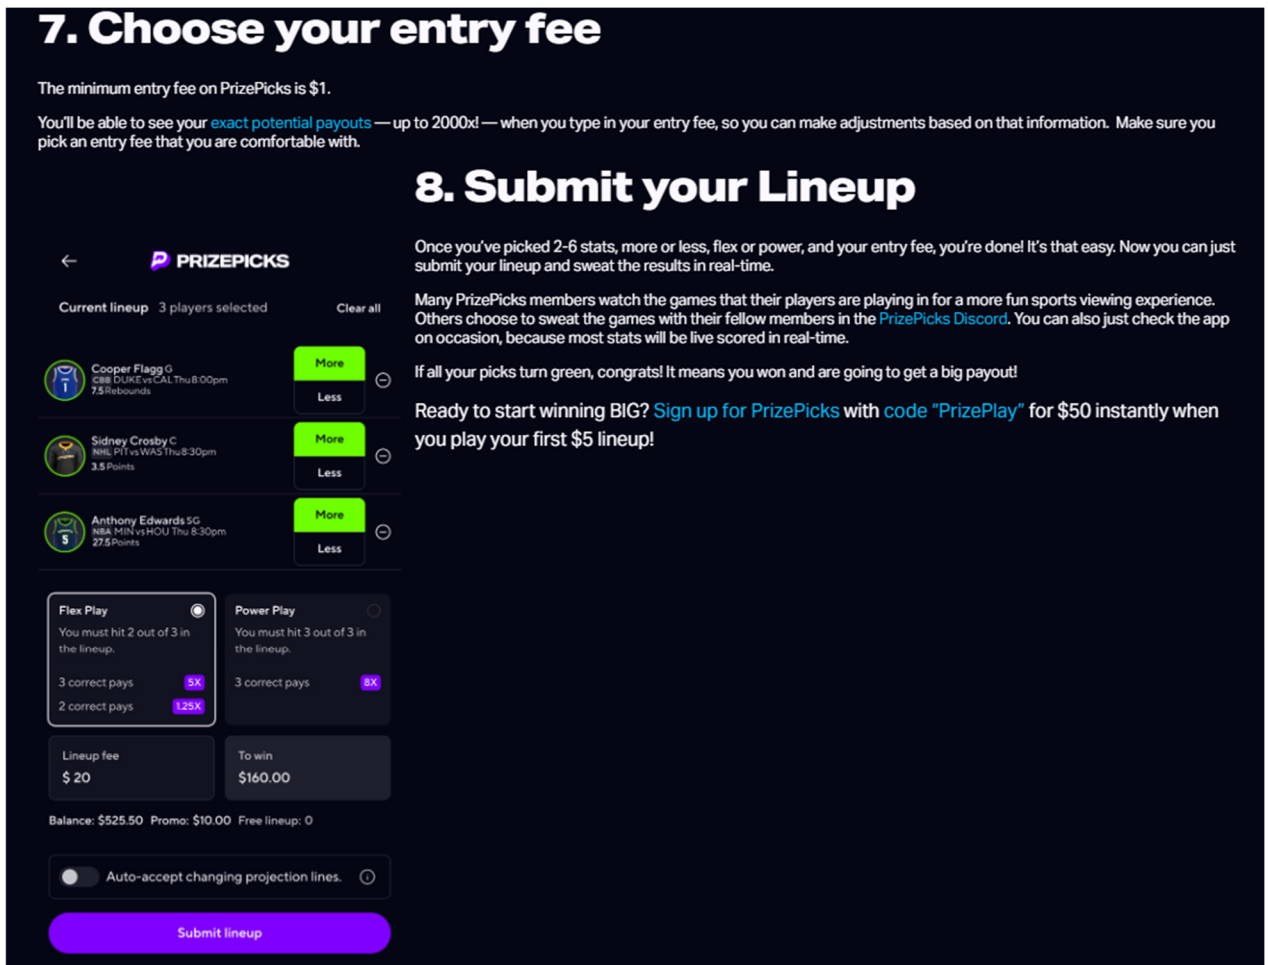 7. Choose your entry fee
The minimum entry fee on PrizePicks is $1.
You'll be able to see your exact potential payouts — up to 2000x! — when you type in your entry fee, so you can make adjustments based on that information. Make sure you
pick an entry fee that you are comfortable with.
8. Submit your Lineup
Once you've picked 2-6 stats, more or less, flex or power, and your entry fee, you're done! It's that easy. Now you can just
submit your lineup and sweat the results in real-time.
Many PrizePicks members watch the games that their players are playing in for a more fun sports viewing experience.
Others choose to sweat the games with their fellow members in the PrizePicks Discord. You can also just check the app
on occasion, because most stats will be live scored in real-time.
If all your picks turn green, congrats! It means you won and are going to get a big payout!
Ready to start winning BIG? Sign up for PrizePicks with code “PrizePlay” for $50 instantly when
you play your first $5 lineup!
PRIZEPICKS
Current lineup 3 players selected Clear all
1
Cooper Flagg G
CBB DUKE vs CAL Thu 8:00pm
7.5 Rebounds
More
Less
Sidney Crosby C
NHL PIT vs WAS Thu 8:30pm
3.5 Points
More
Less
5
Anthony Edwards SG
NBA MIN vs HOU Thu 8:30pm
27.5 Points
More
Less
Flex Play
You must hit 2 out of 3 in
the lineup.
3 correct pays 5X
2 correct pays 1.25X
Power Play
You must hit 3 out of 3 in
the lineup.
3 correct pays 8X
Lineup fee
$ 20
To win
$160.00
Balance: $525.50 Promo: $10.00 Free lineup: 0
Auto-accept changing projection lines.
Submit lineup